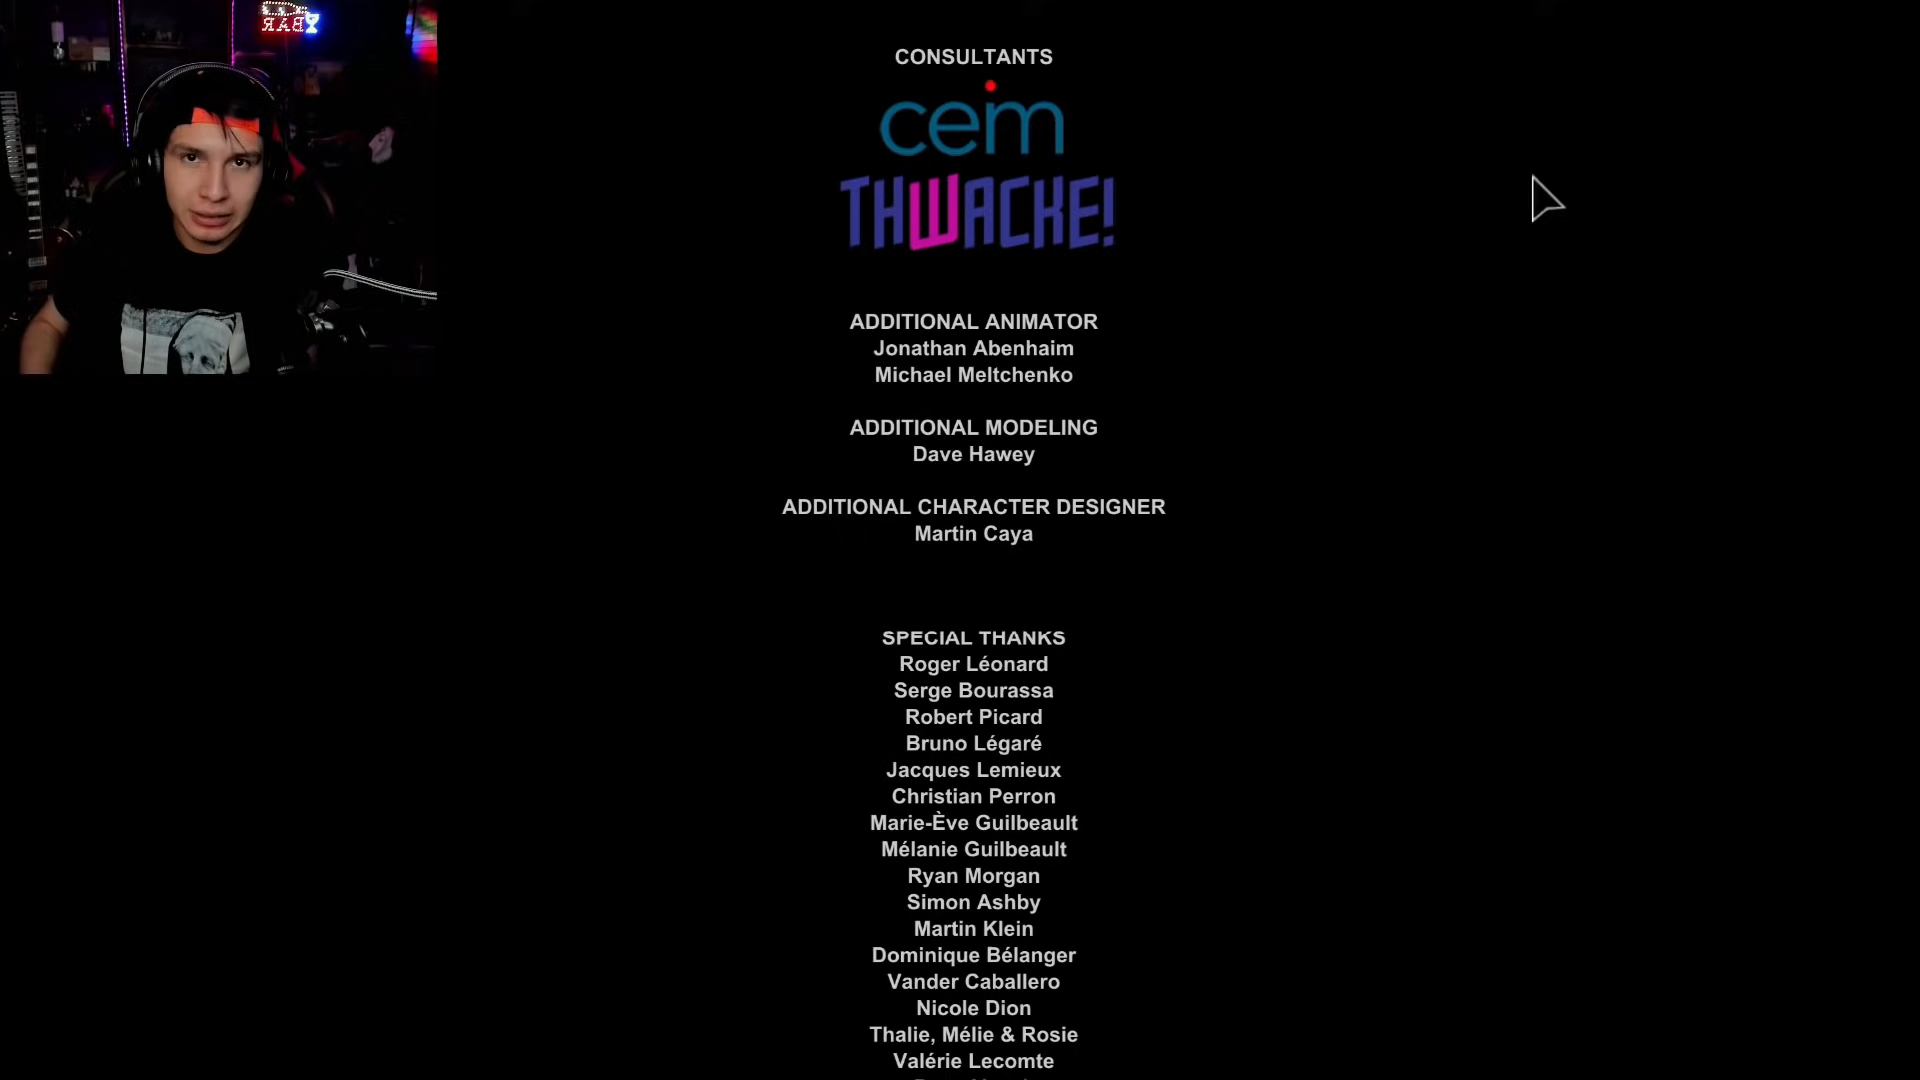 BAR
CONSULTANTS
cem
THWACKE!
ADDITIONAL ANIMATOR
Jonathan Abenhaim
Michael Meltchenko
ADDITIONAL MODELING
Dave Hawey
ADDITIONAL CHARACTER DESIGNER
Martin Caya
SPECIAL THANKS
Roger Léonard
Serge Bourassa
Robert Picard
Bruno Légaré
Jacques Lemieux
Christian Perron
Marie-Ève Guilbeault
Mélanie Guilbeault
Ryan Morgan
Simon Ashby
Martin Klein
Dominique Bélanger
Vander Caballero
Nicole Dion
Thalie, Mélie & Rosie
Valérie Lecomte